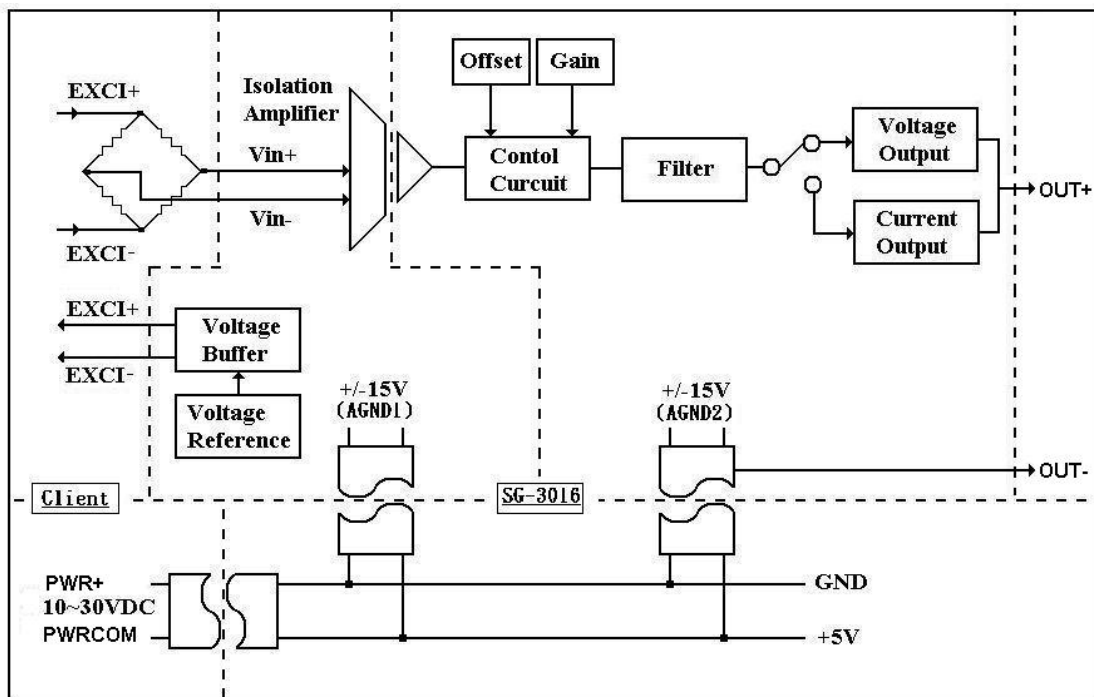 EXCI+
EXCI-
Vin+
Vin-
Isolation
Amplifier
Offset
Gain
Contol
Curcuit
Filter
Voltage
Output
Current
Output
OUT+
EXCI+
EXCI-
Voltage
Buffer
Voltage
Reference
+/-15V
(AGND1)
+/-15V
(AGND2)
OUT-
Client
SG-3016
PWR+
10~30VDC
PWRCOM
GND
+5V